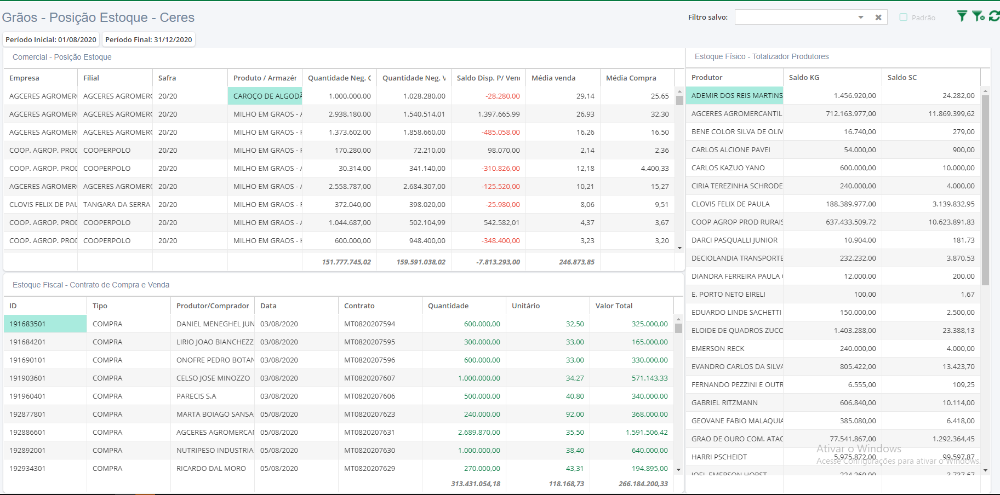 Grãos - Posição Estoque - Ceres
Filtro salvo:
Padrão
Período Inicial: 01/08/2020 Período Final: 31/12/2020
Comercial - Posição Estoque
Empresa Filial Safra Produto / Armazér Quantidade Neg. C Quantidade Neg. V Saldo Disp. P/ Vend Média venda Média Compra
AGCERES AGROMERC AGCERES AGROMERC 20/20 CAROÇO DE ALGODÃ 1.000.000,00 1.028.280,00 -28.280,00 29,14 25,65
AGCERES AGROMERC AGCERES AGROMERC 20/20 MILHO EM GRAOS - A 2.938.180,00 1.540.514,01 1.397.665,99 26,93 32,30
AGCERES AGROMERC AGCERES AGROMERC 20/20 MILHO EM GRAOS - F 1.373.602,00 1.858.660,00 -485.058,00 16,26 16,50
COOP. AGROP. PROD COOPERPOLO 20/20 MILHO EM GRAOS - F 170.280,00 72.210,00 98.070,00 2,14 2,36
COOP. AGROP. PROD COOPERPOLO 20/20 MILHO EM GRAOS - A 30.314,00 341.140,00 -310.826,00 12,18 4.400,33
AGCERES AGROMERC AGCERES AGROMERC 20/20 MILHO EM GRAOS - A 2.558.787,00 2.684.307,00 -125.520,00 10,21 15,27
CLOVIS FELIX DE PAU TANGARA DA SERRA 20/20 MILHO EM GRAOS - F 372.040,00 398.020,00 -25.980,00 8,06 9,51
COOP. AGROP. PROD COOPERPOLO 20/20 MILHO EM GRAOS - A 1.044.687,00 502.104,99 542.582,01 4,37 3,67
COOP. AGROP. PROD COOPERPOLO 20/20 MILHO EM GRAOS - H 600.000,00 948.400,00 -348.400,00 3,23 3,20
151.777.745,02 159.591.038,02 -7.813.293,00 246.873,85
Estoque Fiscal - Contrato de Compra e Venda
ID Tipo Produtor/Comprador Data Contrato Quantidade Unitário Valor Total
191683501 COMPRA DANIEL MENEGHEL JUN 03/08/2020 MT0820207594 600.000,00 32,50 325.000,00
191684201 COMPRA LIRIO JOAO BIANCHEZZ 03/08/2020 MT0820207595 300.000,00 33,00 165.000,00
191690101 COMPRA ONOFRE PEDRO BOTAN 03/08/2020 MT0820207596 600.000,00 33,00 330.000,00
191903601 COMPRA CELSO JOSE MINOZZO 03/08/2020 MT0820207607 1.000.000,00 34,27 571.143,33
191960401 COMPRA PARECIS S.A 03/08/2020 MT0820207606 500.000,00 40,80 340.000,00
192877801 COMPRA MARTA BOIAGO SANSA 05/08/2020 MT0820207623 240.000,00 92,00 368.000,00
192886601 COMPRA AGCERES AGROMERCAN 05/08/2020 MT0820207631 2.689.870,00 35,50 1.591.506,42
192892001 COMPRA NUTRIPESO INDUSTRIA 05/08/2020 MT0820207630 1.000.000,00 38,40 640.000,00
192934301 COMPRA RICARDO DAL MORO 05/08/2020 MT0820207629 270.000,00 43,31 194.895,00
313.431.054,18 118.168,73 266.184.200,33
Estoque Físico - Totalizador Produtores
Produtor Saldo KG Saldo SC
ADEMIR DOS REIS MARTINS 1.456.920,00 24.282,00
AGCERES AGROMERCANTIL 712.163.977,00 11.869.399,62
BENE COLOR SILVA DE OLIV 16.740,00 279,00
CARLOS ALCIONE PAVEI 54.000,00 900,00
CARLOS KAZUO YANO 600.000,00 10.000,00
CIRIA TEREZINHA SCHRODE 240.000,00 4.000,00
CLOVIS FELIX DE PAULA 188.389.977,00 3.139.832,95
COOP AGROP PROD RURAIS 637.433.509,72 10.623.891,83
DARCI PASQUALLI JUNIOR 10.904,00 181,73
DECIOLANDIA TRANSPORTE 232.232,00 3.870,53
DIANDRA FERREIRA PAULA 12.000,00 200,00
E. PORTO NETO EIRELI 100,00 1,67
EDUARDO LINDE SACHETTI 150.000,00 2.500,00
ELOIDE DE QUADROS ZUCO 1.403.288,00 23.388,13
EMERSON RECK 240.000,00 4.000,00
EVANDRO CARLOS DA SILVA 805.422,00 13.423,70
FERNANDO PEZZINI E OUTR 6.555,00 109,25
GABRIEL RITZMANN 606.840,00 10.114,00
GEOVANE FABIO MALAQUIA 385.080,00 6.418,00
GRAO DE OURO COM. ATAC 77.541.867,00 1.292.364,45
HARRI PSCHEIDT 5.975.872,00 99.597,87
JOEL EMERSON HORST 224.260,00 3.737,67
Ativar o Windows
Acesse Configurações para ativar o Windows.